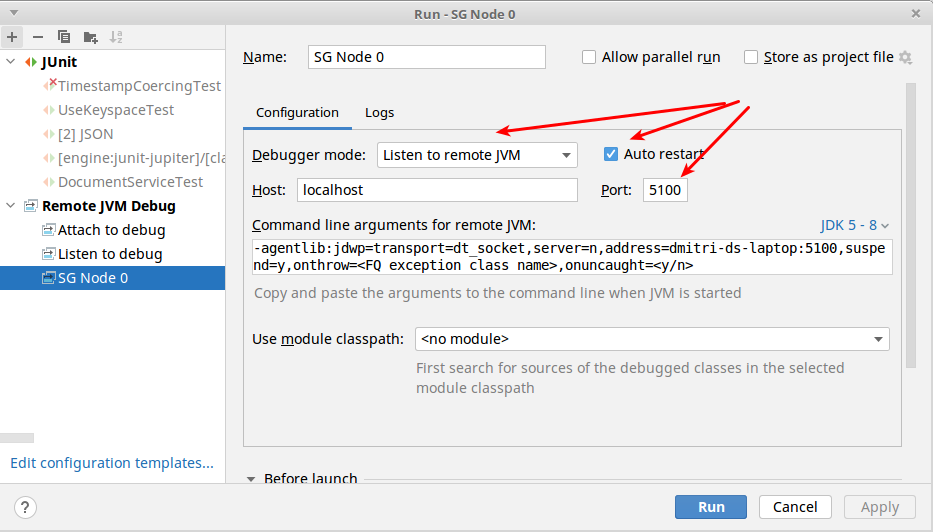 Run - SG Node 0
JUnit
TimestampCoercingTest
UseKeyspaceTest
[2] JSON
[engine:junit-jupiter]/[cla
DocumentServiceTest
Remote JVM Debug
Attach to debug
Listen to debug
SG Node 0
Edit configuration templates...
Name: SG Node 0 Allow parallel run Store as project file
Configuration Logs
Debugger mode: Listen to remote JVM Auto restart
Host: localhost Port: 5100
Command line arguments for remote JVM: JDK 5 - 8
-agentlib:jdwp=transport=dt_socket,server=n,address=dmitri-ds-laptop:5100,suspe
nd=y,onthrow=<FQ exception class name>,onuncaught=<y/n>
Copy and paste the arguments to the command line when JVM is started
Use module classpath: <no module>
First search for sources of the debugged classes in the selected
module classpath
Before launch
? Run Cancel Apply